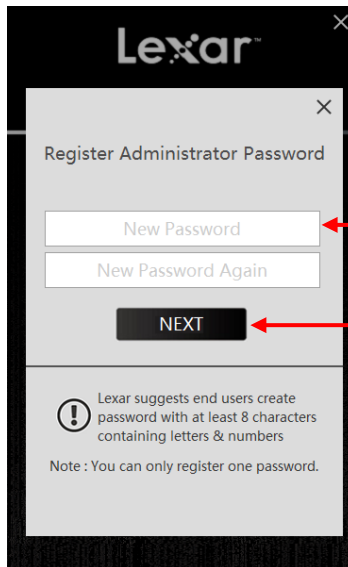 Lexar™
Register Administrator Password
New Password
New Password Again
NEXT
Lexar suggests end users create
password with at least 8 characters
containing letters & numbers
Note : You can only register one password.